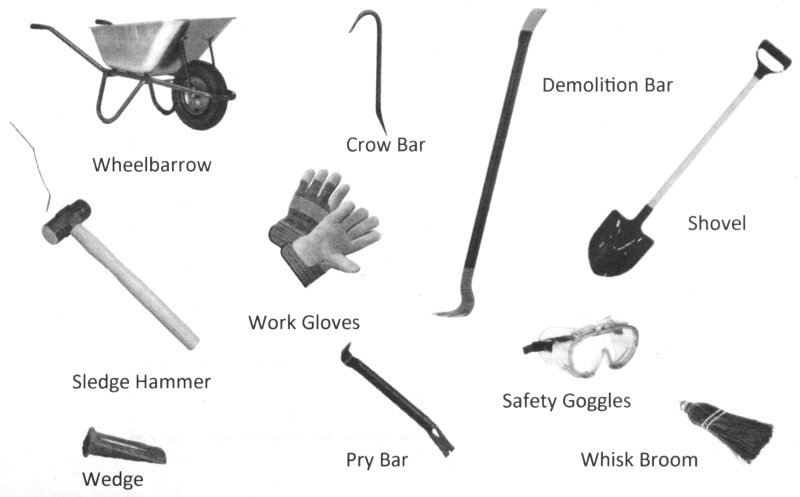 Wheelbarrow
Crow Bar
Demolition Bar
Shovel
Work Gloves
Sledge Hammer
Safety Goggles
Wedge
Pry Bar
Whisk Broom